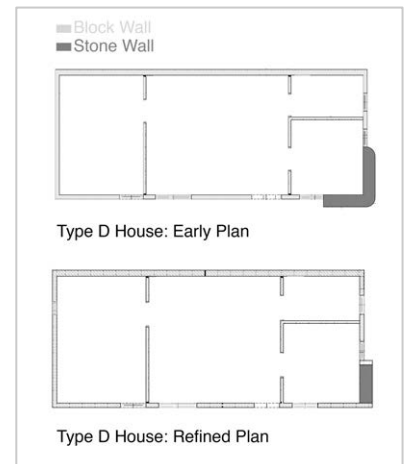 Block Wall
Stone Wall
Type D House: Early Plan
Type D House: Refined Plan